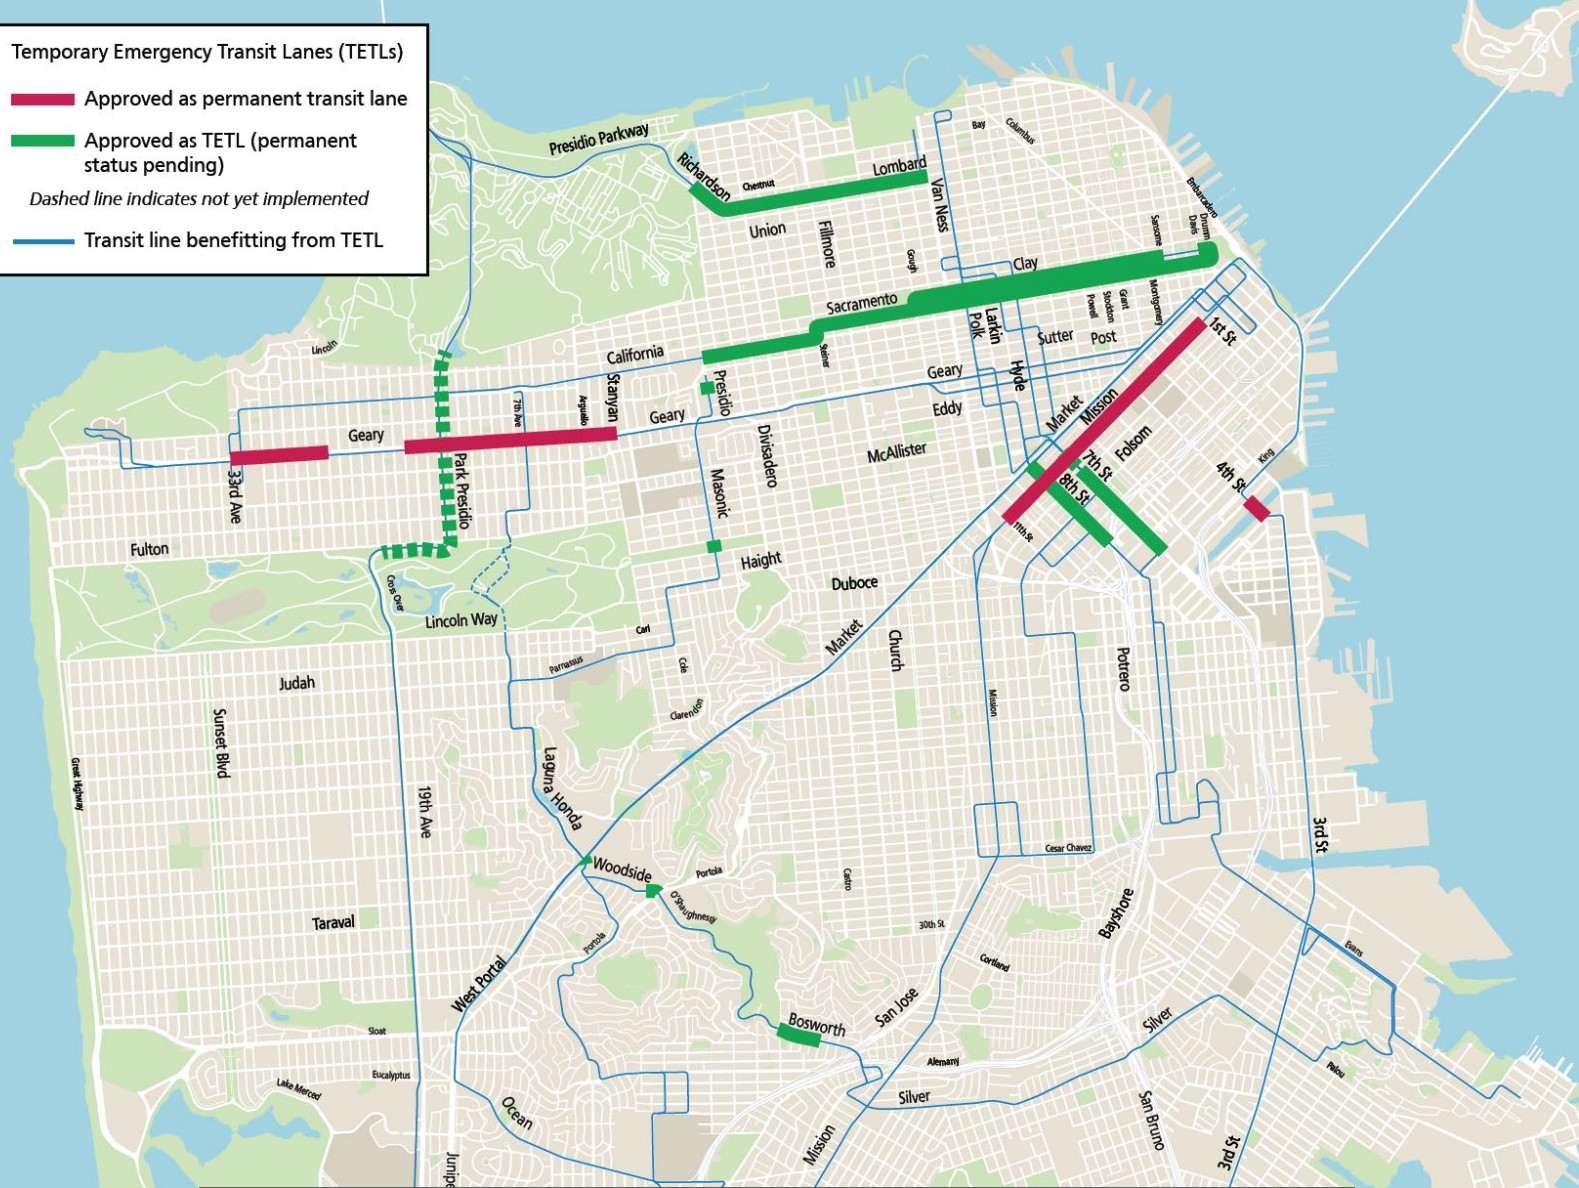 Temporary Emergency Transit Lanes (TETLs)
Approved as permanent transit lane
Approved as TETL (permanent
status pending)
Dashed line indicates not yet implemented
Transit line benefitting from TETL
Presidio Parkway
Richardson
Chestnut
Lombard
Bay
Columbus
Embarcadero
Van Ness
Union
Fillmore
Gough
Sansome
Davis
Drumm
Clay
Sacramento
Larkin
Polk
Powell
Stockton
Grant
Montgomery
Sutter
Post
1st St
Lincoln
California
Steiner
Stanyan
Presidio
Geary
Hyde
Eddy
Market
Mission
7th Ave
Arguello
Geary
Geary
Divisadero
McAllister
Folsom
7th St
8th St
King
4th St
33rd Ave
Park Presidio
Masonic
11th St
Fulton
Haight
Duboce
Cross Over
Lincoln Way
Carl
Market
Church
Parnassus
Cole
Potrero
Judah
Clarendon
Mission
Sunset Blvd
Great Highway
Laguna Honda
19th Ave
3rd St
Cesar Chavez
Woodside
Portola
Castro
O'Shaughnessy
Bayshore
Taraval
30th St
Portola
Evans
Cortland
West Portal
San Jose
Silver
Bosworth
Sloat
Alemany
Palou
Eucalyptus
Lake Merced
Silver
Ocean
San Bruno
Mission
3rd St
Junipe